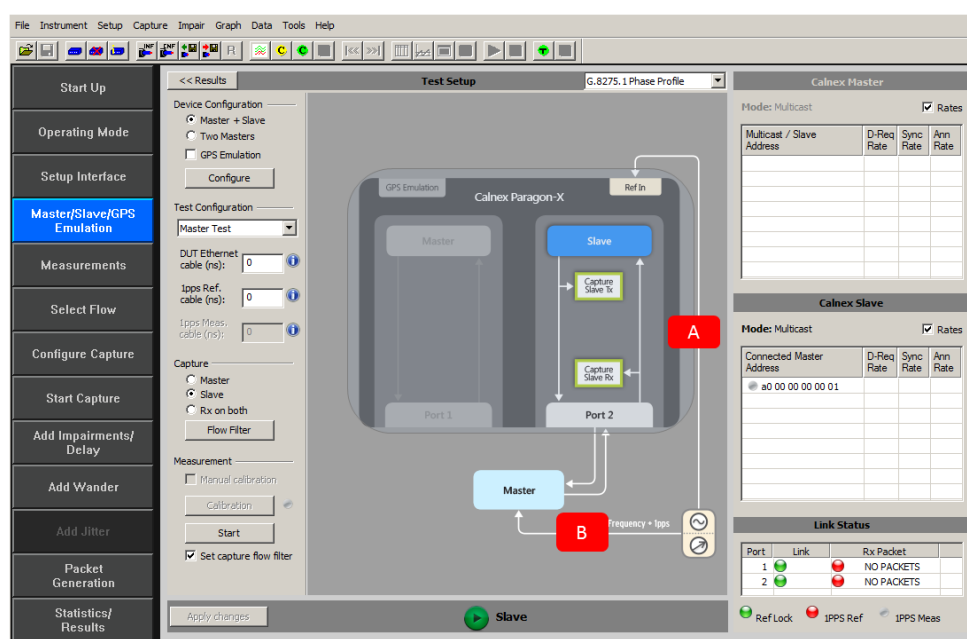 File Instrument Setup Capture Impair Graph Data Tools Help
INF
ENF
R
C
C
T
Start Up
Operating Mode
Setup Interface
Master/Slave/GPS
Emulation
Measurements
Select Flow
Configure Capture
Start Capture
Add Impairments/
Delay
Add Wander
Add Jitter
Packet
Generation
Statistics/
Results
<< Results
Test Setup
G.8275.1 Phase Profile
Device Configuration
Master + Slave
Two Masters
GPS Emulation
Configure
Test Configuration
Master Test
DUT Ethernet
cable (ns): 0
1pps Ref.
cable (ns): 0
1pps Meas.
cable (ns): 0
Capture
Master
Slave
Rx on both
Flow Filter
Measurement
Manual calibration
Calibration
Start
Set capture flow filter
Apply changes
GPS Emulation
Calnex Paragon-X
Ref In
Master
Slave
Capture
Slave Tx
Capture
Slave Rx
Port 1
Port 2
A
Master
B
Frequency + 1pps
Slave
Calnex Master
Mode: Multicast
Rates
Multicast / Slave
Address
D-Req
Rate
Sync
Rate
Ann
Rate
Calnex Slave
Mode: Multicast
Rates
Connected Master
Address
D-Req
Rate
Sync
Rate
Ann
Rate
a0 00 00 00 00 01
Link Status
Port Link Rx Packet
1 NO PACKETS
2 NO PACKETS
Ref Lock 1PPS Ref 1PPS Meas